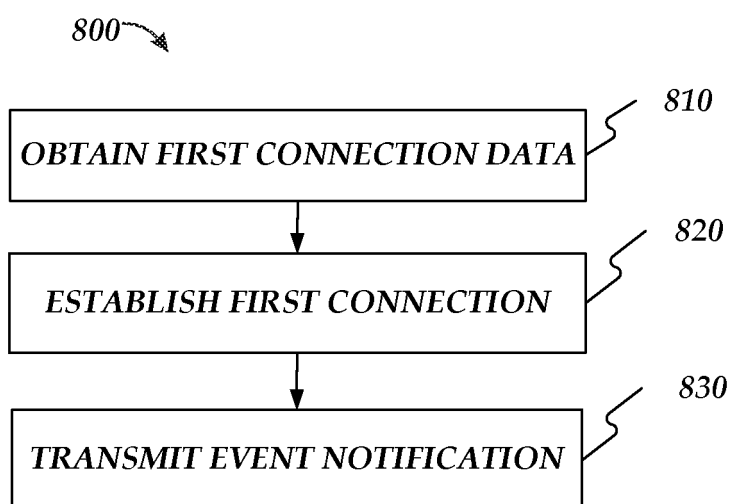 800
810
OBTAIN FIRST CONNECTION DATA
820
ESTABLISH FIRST CONNECTION
830
TRANSMIT EVENT NOTIFICATION